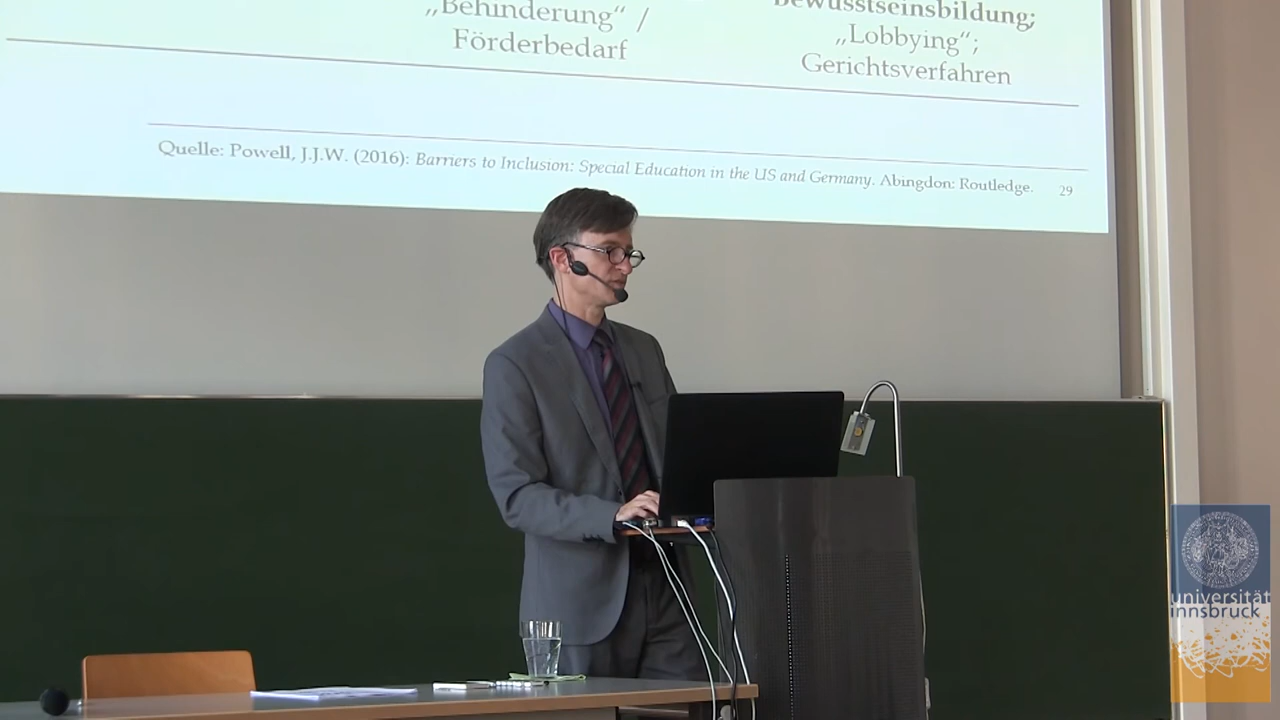 „Behinderung“ /
Förderbedarf
Bewusstseinsbildung;
„Lobbying“;
Gerichtsverfahren
Quelle: Powell, J.J.W. (2016): Barriers to Inclusion: Special Education in the US and Germany. Abingdon: Routledge.
29
universität
innsbruck